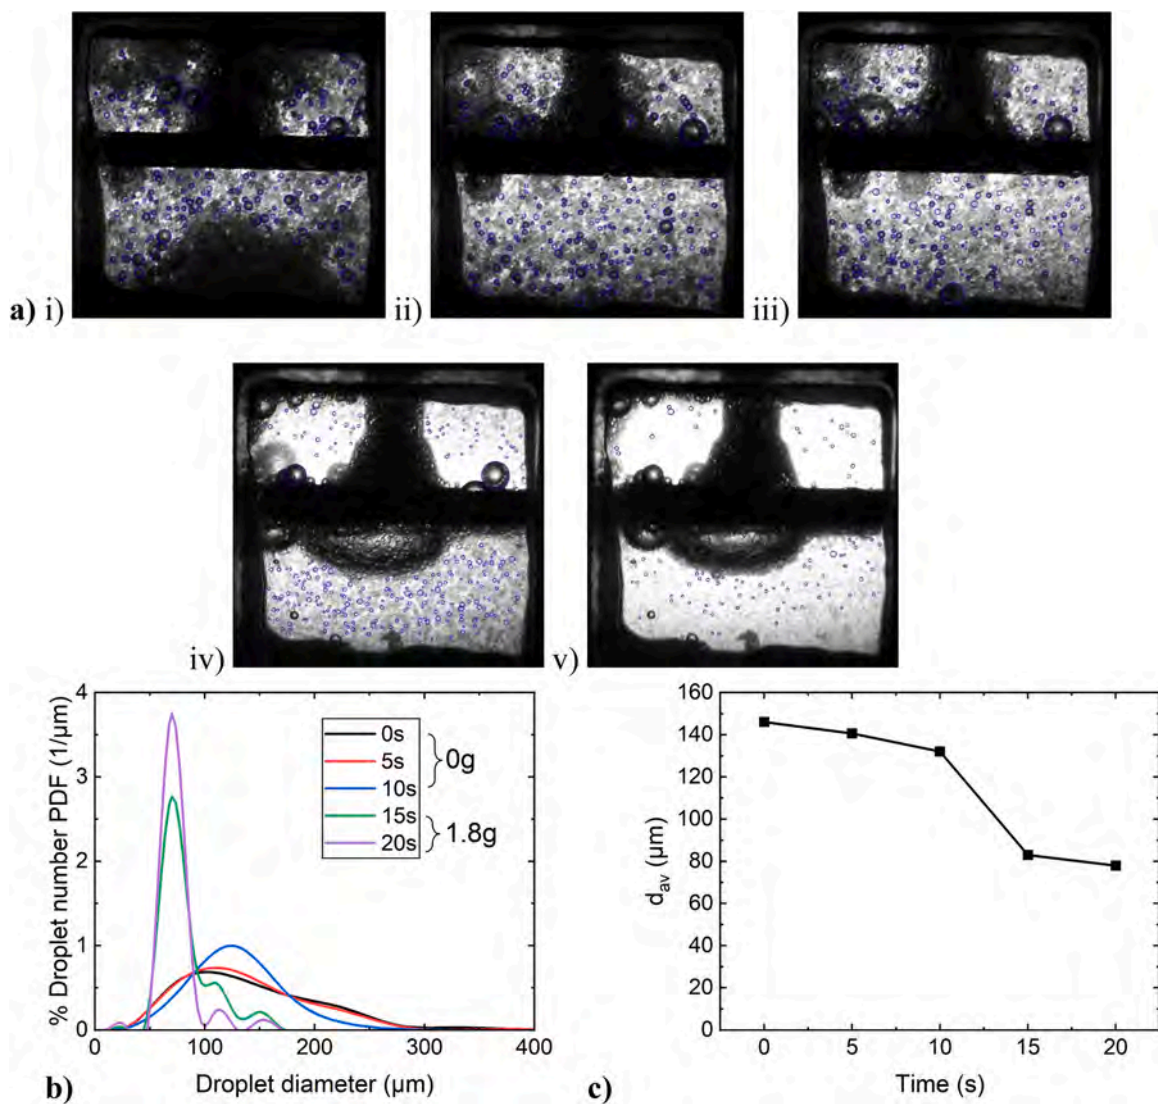 a) i)
ii)
iii)
iv)
v)
% Droplet number PDF (1/µm)
4
3
2
1
0
0
100
200
300
400
Droplet diameter (µm)
0s
5s
10s
15s
20s
0g
1.8g
b)
d_av (µm)
160
140
120
100
80
60
40
20
0
0
5
10
15
20
Time (s)
c)